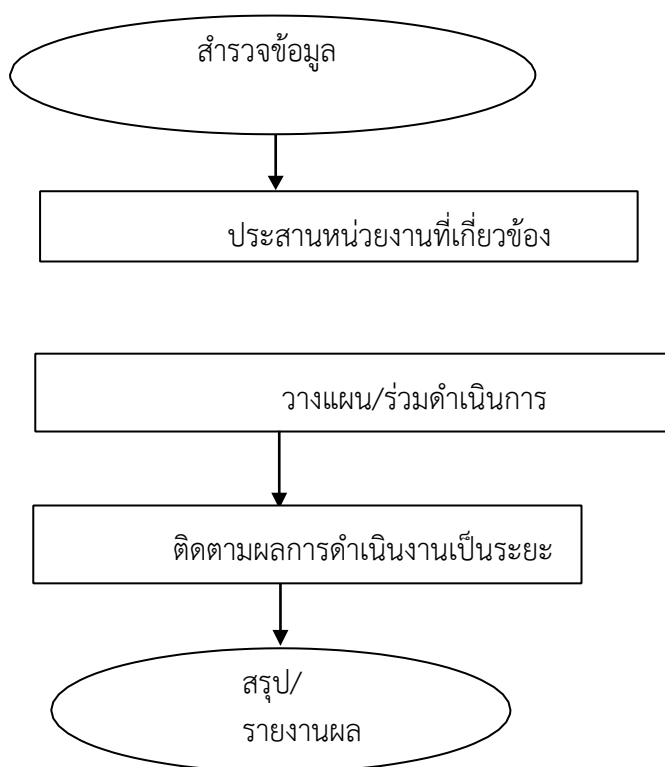 สำรวจข้อมูล
ประสานหน่วยงานที่เกี่ยวข้อง
วางแผน/ร่วมดำเนินการ
ติดตามผลการดำเนินงานเป็นระยะ
สรุป/
รายงานผล